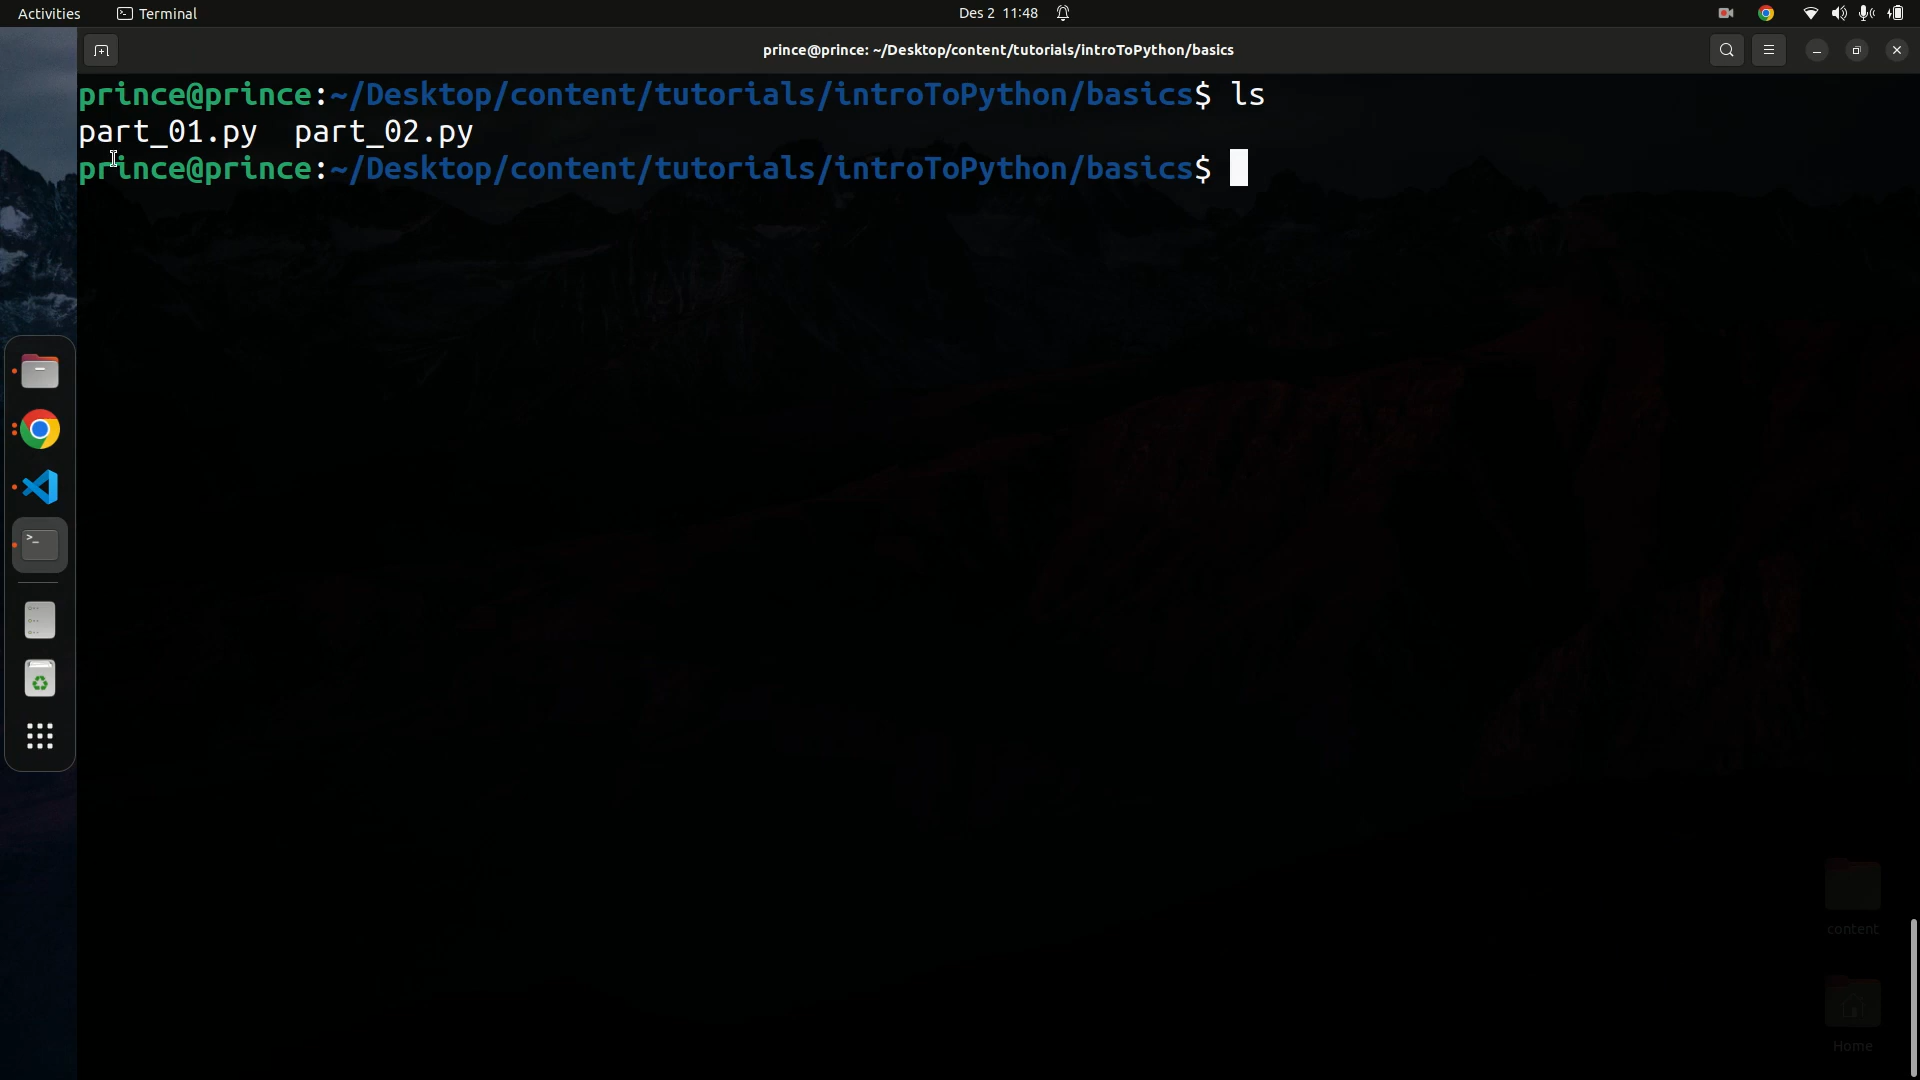 Activities
Terminal
Des 2 11:48
prince@prince: ~/Desktop/content/tutorials/introToPython/basics
prince@prince:~/Desktop/content/tutorials/introToPython/basics$ ls
part_01.py part_02.py
prince@prince:~/Desktop/content/tutorials/introToPython/basics$
content
Home